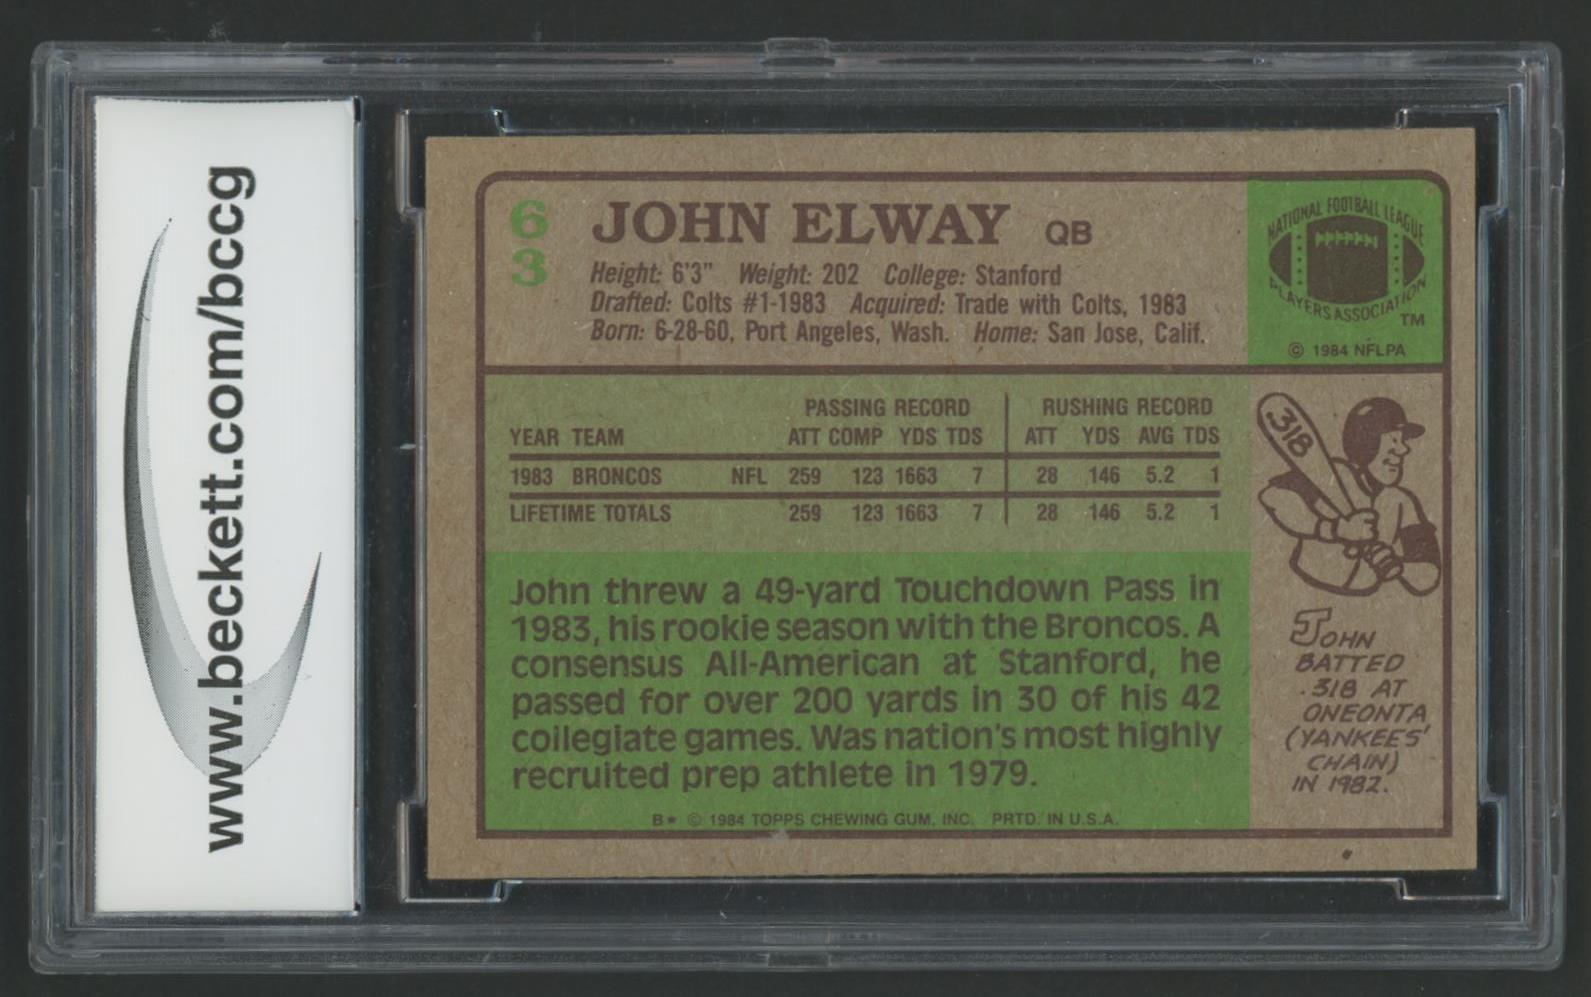 www.beckett.com/bccg
63
JOHN ELWAY QB
Height: 6'3" Weight: 202 College: Stanford
Drafted: Colts #1-1983 Acquired: Trade with Colts, 1983
Born: 6-28-60, Port Angeles, Wash. Home: San Jose, Calif.
NATIONAL FOOTBALL LEAGUE
PLAYERS ASSOCIATION
TM
© 1984 NFLPA
PASSING RECORD RUSHING RECORD
YEAR TEAM ATT COMP YDS TDS ATT YDS AVG TDS
1983 BRONCOS NFL 259 123 1663 7 28 146 5.2 1
LIFETIME TOTALS 259 123 1663 7 28 146 5.2 1
John threw a 49-yard Touchdown Pass in
1983, his rookie season with the Broncos. A
consensus All-American at Stanford, he
passed for over 200 yards in 30 of his 42
collegiate games. Was nation's most highly
recruited prep athlete in 1979.
B* © 1984 TOPPS CHEWING GUM, INC. PRTD. IN U.S.A.
318
JOHN
BATTED
.318 AT
ONEONTA
(YANKEES'
CHAIN)
IN 1982.